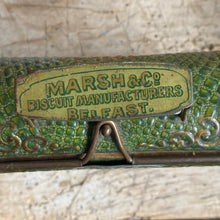 MARSH & CO.
BISCUIT MANUFACTURERS
BELFAST.